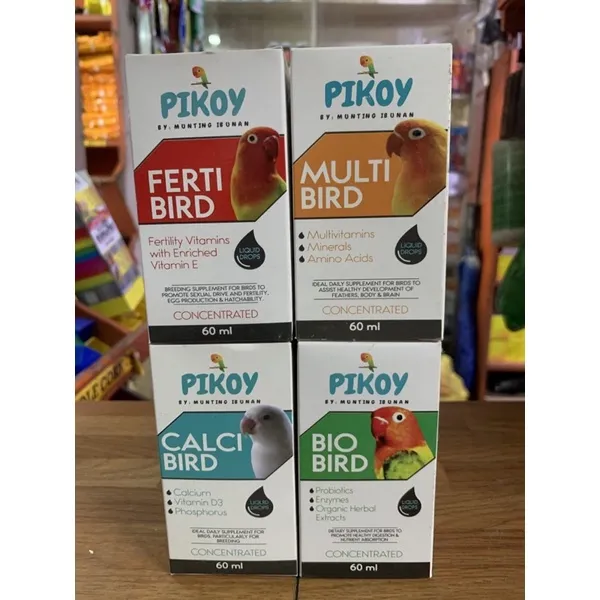 PIKOY
BY: MUNTING IBUNAN
FERTI
BIRD
Fertility Vitamins
with Enriched
Vitamin E
LIQUID
DROPS
BREEDING SUPPLEMENT FOR BIRDS TO
PROMOTE SEXUAL DRIVE AND FERTILITY,
EGG PRODUCTION & HATCHABILITY.
CONCENTRATED
60 ml
PIKOY
BY: MUNTING IBUNAN
MULTI
BIRD
Multivitamins
Minerals
Amino Acids
LIQUID
DROPS
IDEAL DAILY SUPPLEMENT FOR BIRDS TO
ASSIST HEALTHY DEVELOPMENT OF
FEATHERS, BODY & BRAIN
CONCENTRATED
60 ml
PIKOY
BY: MUNTING IBUNAN
CALCI
BIRD
Calcium
Vitamin D3
Phosphorus
LIQUID
DROPS
IDEAL DAILY SUPPLEMENT FOR
BIRDS, PARTICULARLY FOR
BREEDING
CONCENTRATED
60 ml
PIKOY
BY: MUNTING IBUNAN
BIO
BIRD
Probiotics
Enzymes
Organic Herbal
Extracts
LIQUID
DROPS
DIETARY SUPPLEMENT FOR BIRDS TO
PROMOTE HEALTHY DIGESTION &
NUTRIENT ABSORPTION
CONCENTRATED
60 ml